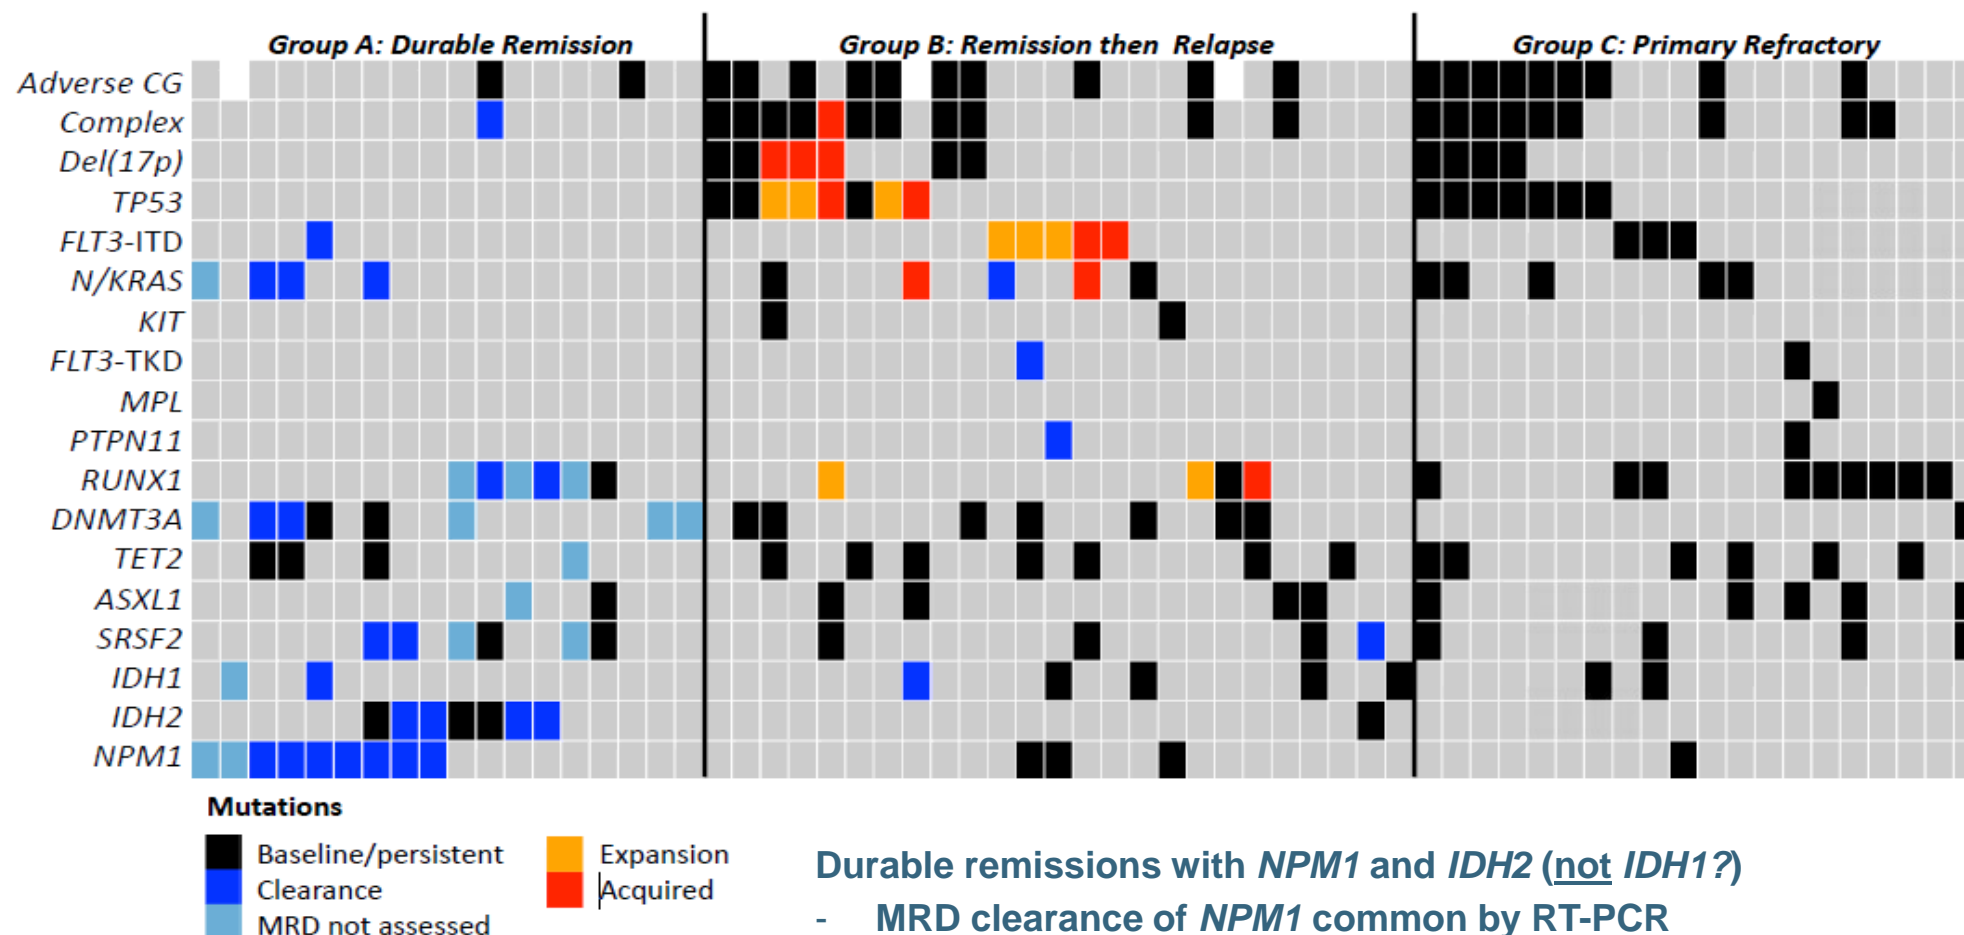 Group A: Durable Remission Group B: Remission then Relapse Group C: Primary Refractory
Adverse CG
Complex
Del(17p)
TP53
FLT3-ITD
N/KRAS
KIT
FLT3-TKD
MPL
PTPN11
RUNX1
DNMT3A
TET2
ASXL1
SRSF2
IDH1
IDH2
NPM1
Mutations
Baseline/persistent Expansion
Clearance Acquired
MRD not assessed
Durable remissions with NPM1 and IDH2 (not IDH1?)
- MRD clearance of NPM1 common by RT-PCR